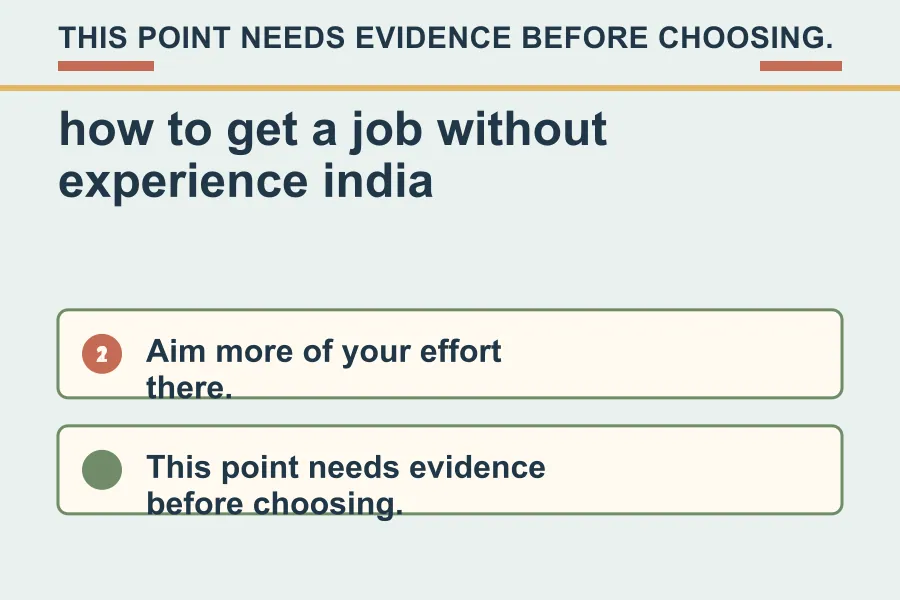 THIS POINT NEEDS EVIDENCE BEFORE CHOOSING.
how to get a job without
experience india
2 Aim more of your effort
there.
This point needs evidence
before choosing.